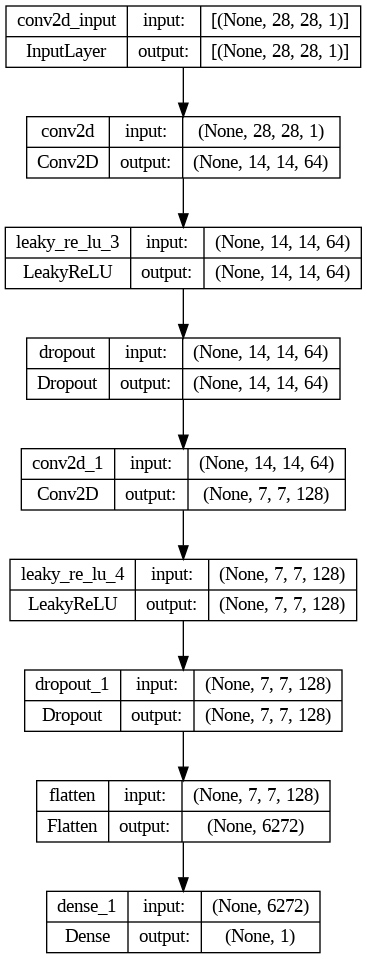 conv2d_input input: [(None, 28, 28, 1)]
InputLayer output: [(None, 28, 28, 1)]
conv2d input: (None, 28, 28, 1)
Conv2D output: (None, 14, 14, 64)
leaky_re_lu_3 input: (None, 14, 14, 64)
LeakyReLU output: (None, 14, 14, 64)
dropout input: (None, 14, 14, 64)
Dropout output: (None, 14, 14, 64)
conv2d_1 input: (None, 14, 14, 64)
Conv2D output: (None, 7, 7, 128)
leaky_re_lu_4 input: (None, 7, 7, 128)
LeakyReLU output: (None, 7, 7, 128)
dropout_1 input: (None, 7, 7, 128)
Dropout output: (None, 7, 7, 128)
flatten input: (None, 7, 7, 128)
Flatten output: (None, 6272)
dense_1 input: (None, 6272)
Dense output: (None, 1)